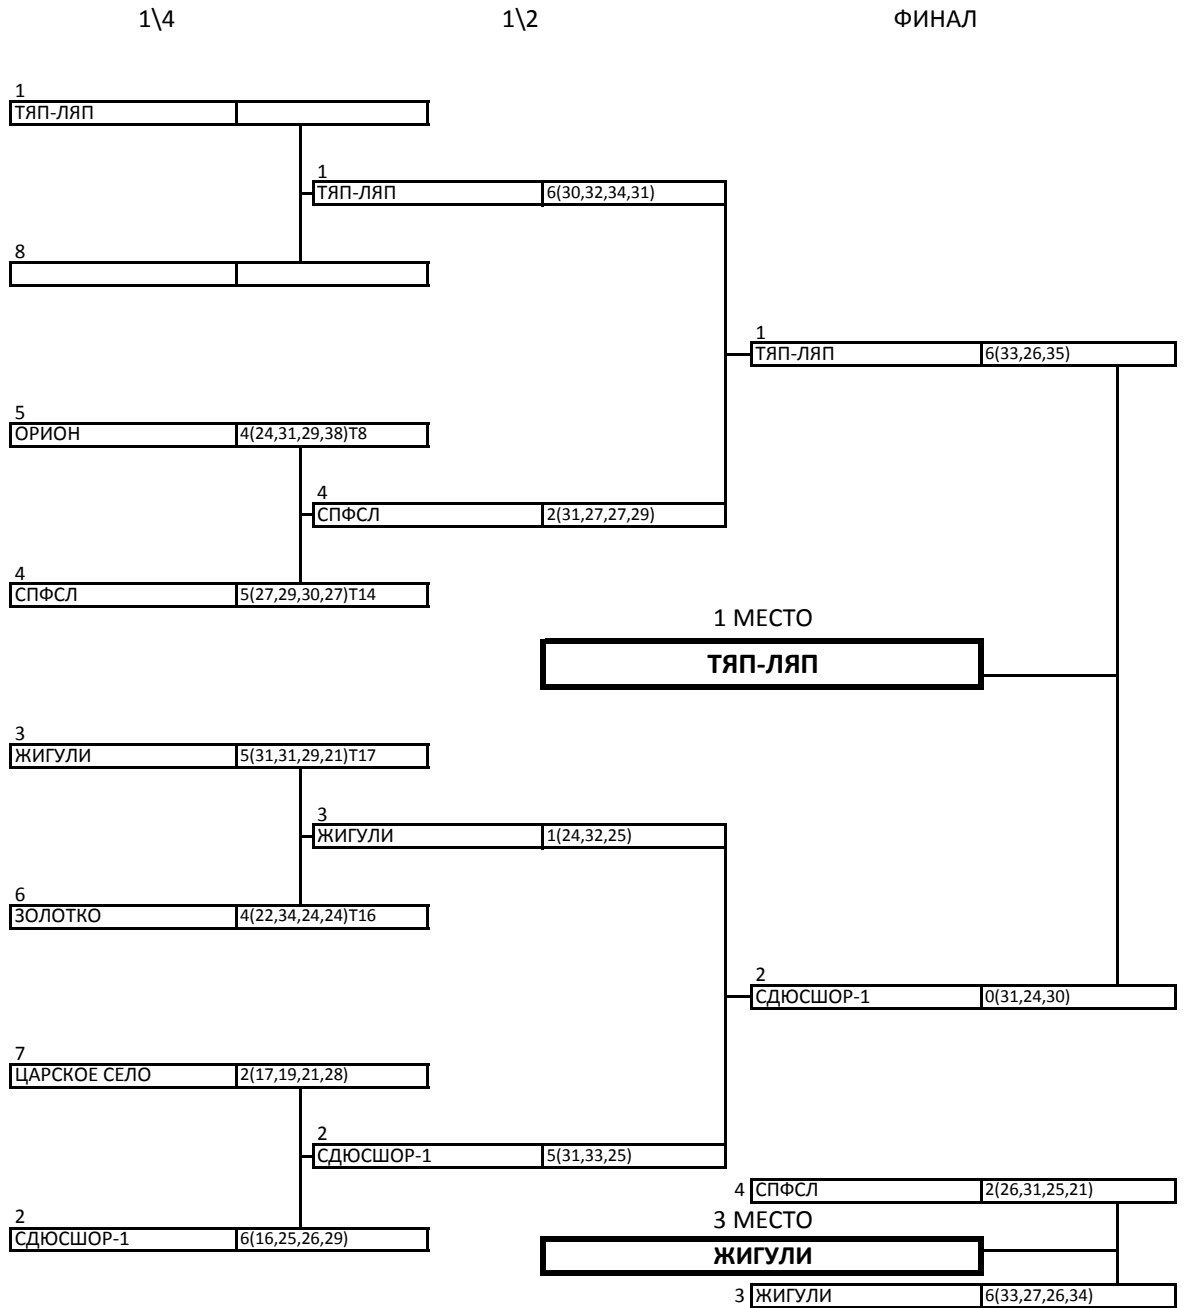 1\4 1\2 ФИНАЛ
1
ТЯП-ЛЯП
1
ТЯП-ЛЯП 6(30,32,34,31)
8
1
ТЯП-ЛЯП 6(33,26,35)
5
ОРИОН 4(24,31,29,38)Т8
4
СПФСЛ 2(31,27,27,29)
4
СПФСЛ 5(27,29,30,27)Т14
1 МЕСТО
ТЯП-ЛЯП
3
ЖИГУЛИ 5(31,31,29,21)Т17
3
ЖИГУЛИ 1(24,32,25)
6
ЗОЛОТКО 4(22,34,24,24)Т16
2
СДЮСШОР-1 0(31,24,30)
7
ЦАРСКОЕ СЕЛО 2(17,19,21,28)
2
СДЮСШОР-1 5(31,33,25)
4 СПФСЛ 2(26,31,25,21)
2
СДЮСШОР-1 6(16,25,26,29)
3 МЕСТО
ЖИГУЛИ
3 ЖИГУЛИ 6(33,27,26,34)